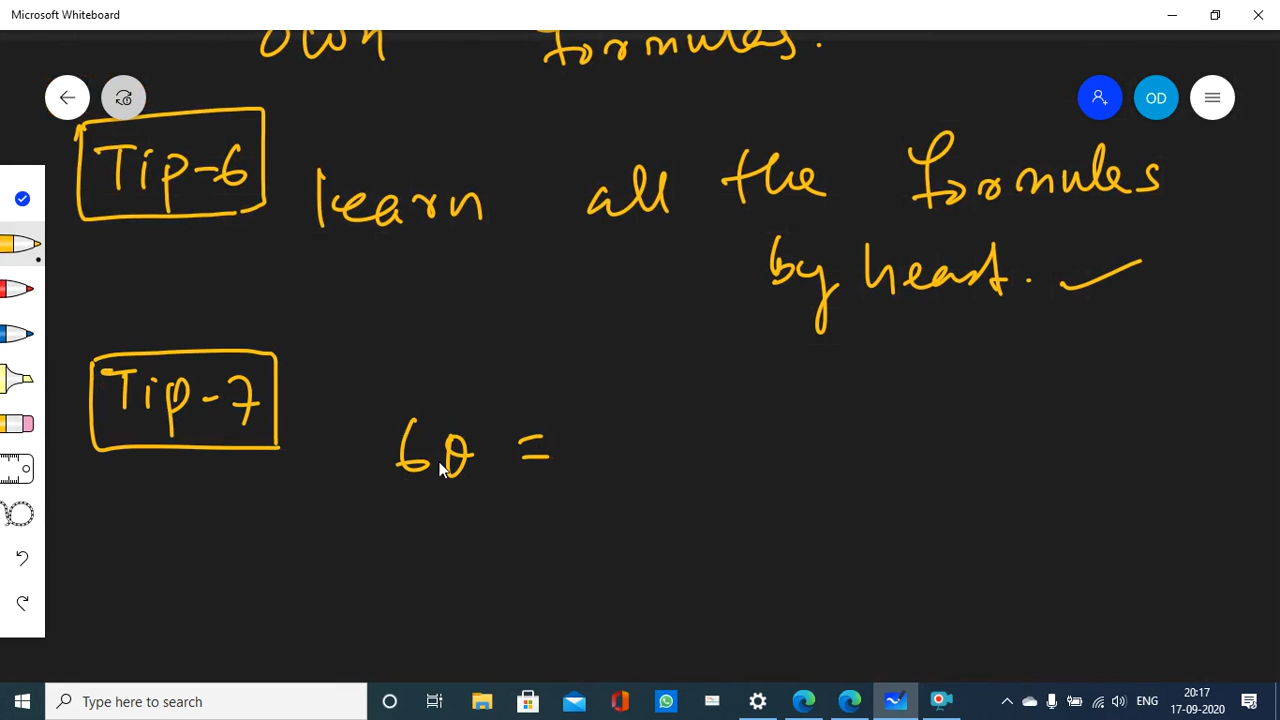 Microsoft Whiteboard
own formules.
OD
Tip-6 learn all the formules
by heart.
Tip-7
6θ =
Type here to search
ENG
20:17
17-09-2020